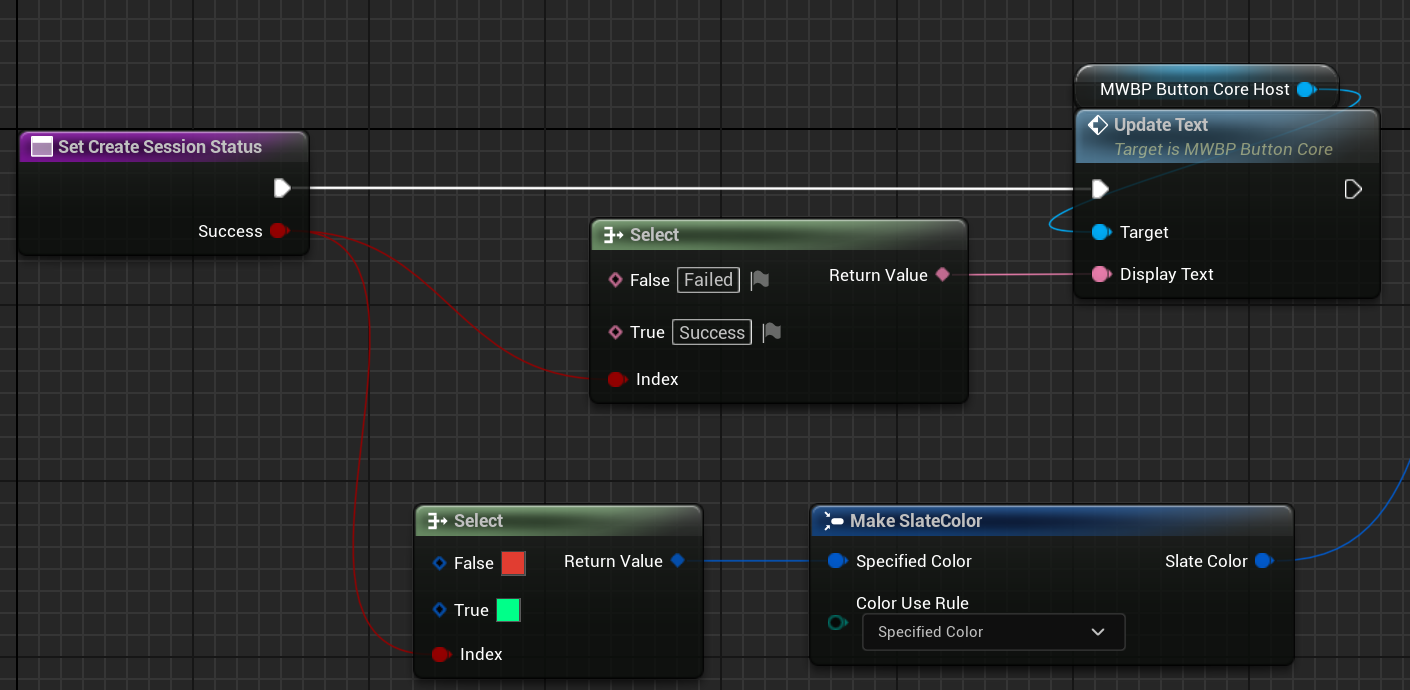 MWBP Button Core Host
Update Text
Target is MWBP Button Core
Set Create Session Status
Success
Target
Display Text
Select
False Failed
Return Value
True Success
Index
Select
False
Return Value
True
Index
Make SlateColor
Specified Color
Slate Color
Color Use Rule
Specified Color